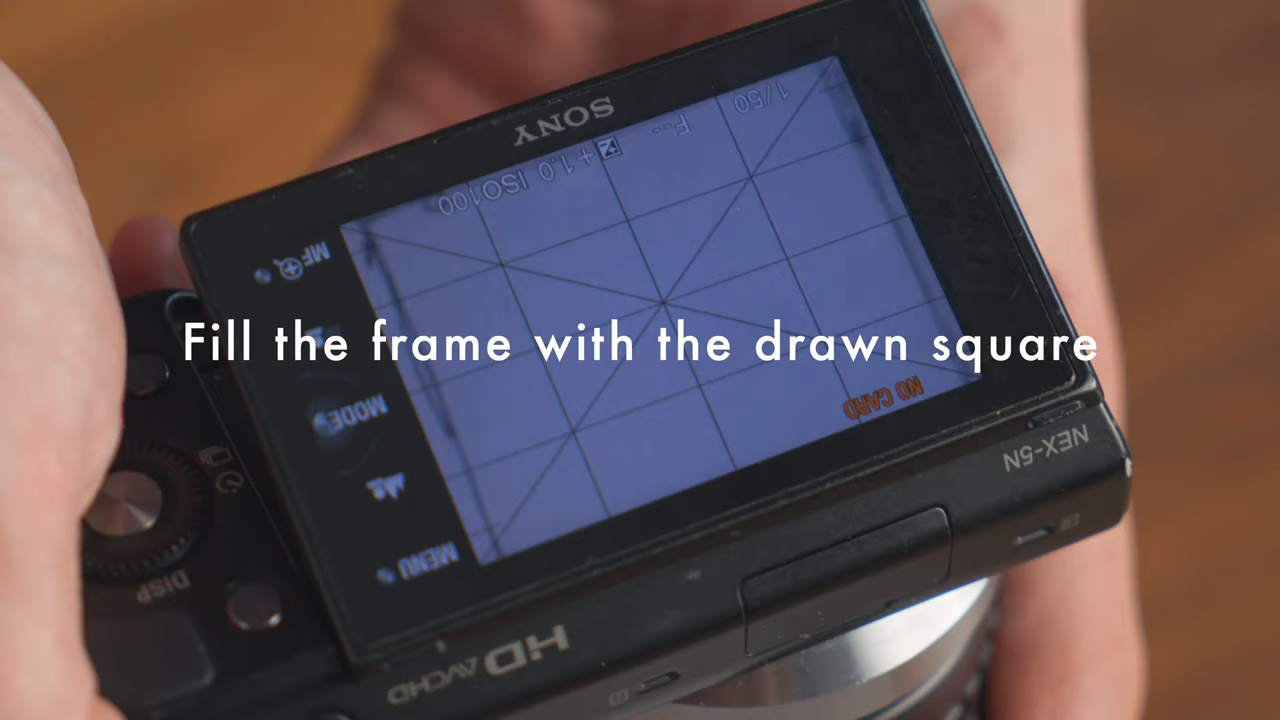 SONY
1/50
F--
+1.0
ISO100
MF
Fill the frame with the drawn square
MODE
NO CARD
NEX-5N
MENU
DISP
HD AVCHD